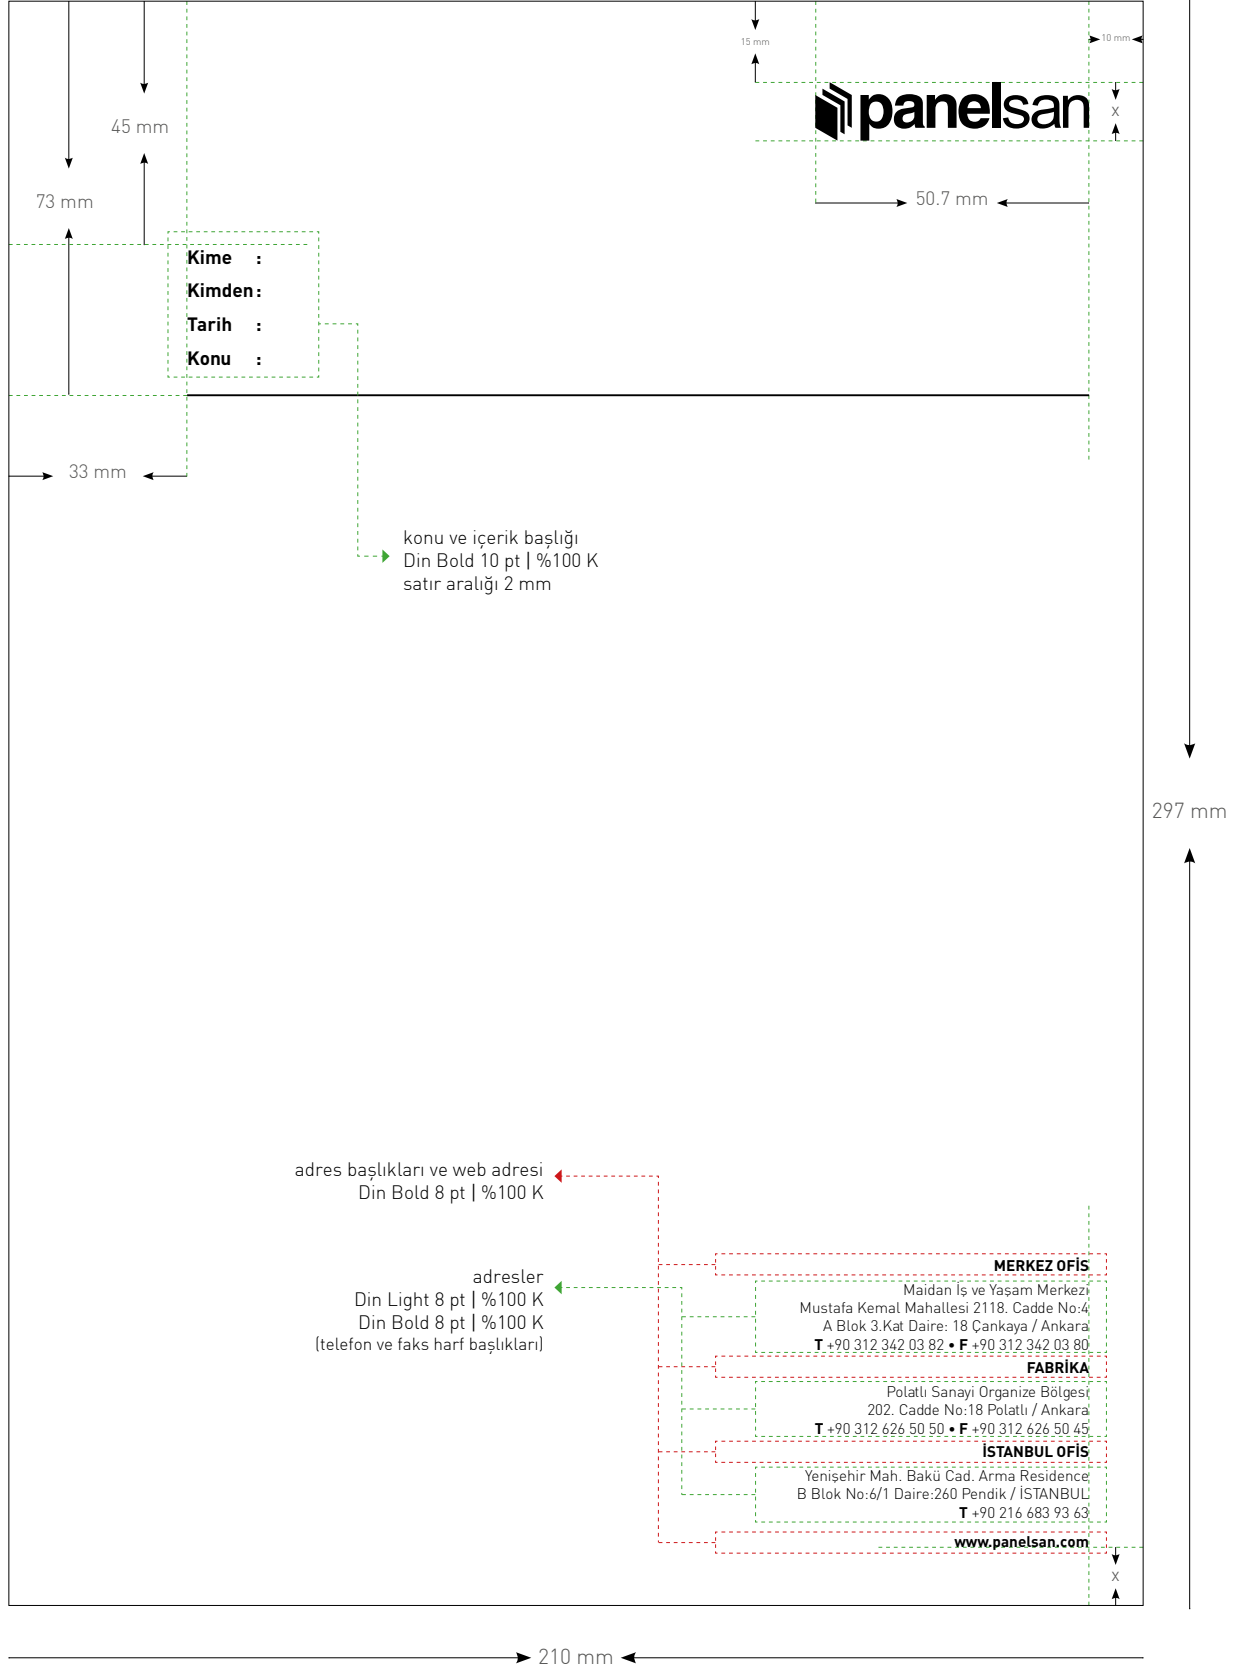 15 mm
10 mm
panelsan
x
45 mm
73 mm
50.7 mm
Kime :
Kimden :
Tarih :
Konu :
33 mm
konu ve içerik başlığı
Din Bold 10 pt | %100 K
satır aralığı 2 mm
297 mm
adres başlıkları ve web adresi
Din Bold 8 pt | %100 K
adresler
Din Light 8 pt | %100 K
Din Bold 8 pt | %100 K
(telefon ve faks harf başlıkları)
MERKEZ OFİS
Maidan İş ve Yaşam Merkezi
Mustafa Kemal Mahallesi 2118. Cadde No:4
A Blok 3.Kat Daire: 18 Çankaya / Ankara
T +90 312 342 03 82 • F +90 312 342 03 80
FABRİKA
Polatlı Sanayi Organize Bölgesi
202. Cadde No:18 Polatlı / Ankara
T +90 312 626 50 50 • F +90 312 626 50 45
İSTANBUL OFİS
Yenişehir Mah. Bakü Cad. Arma Residence
B Blok No:6/1 Daire:260 Pendik / İSTANBUL
T +90 216 683 93 63
www.panelsan.com
x
210 mm